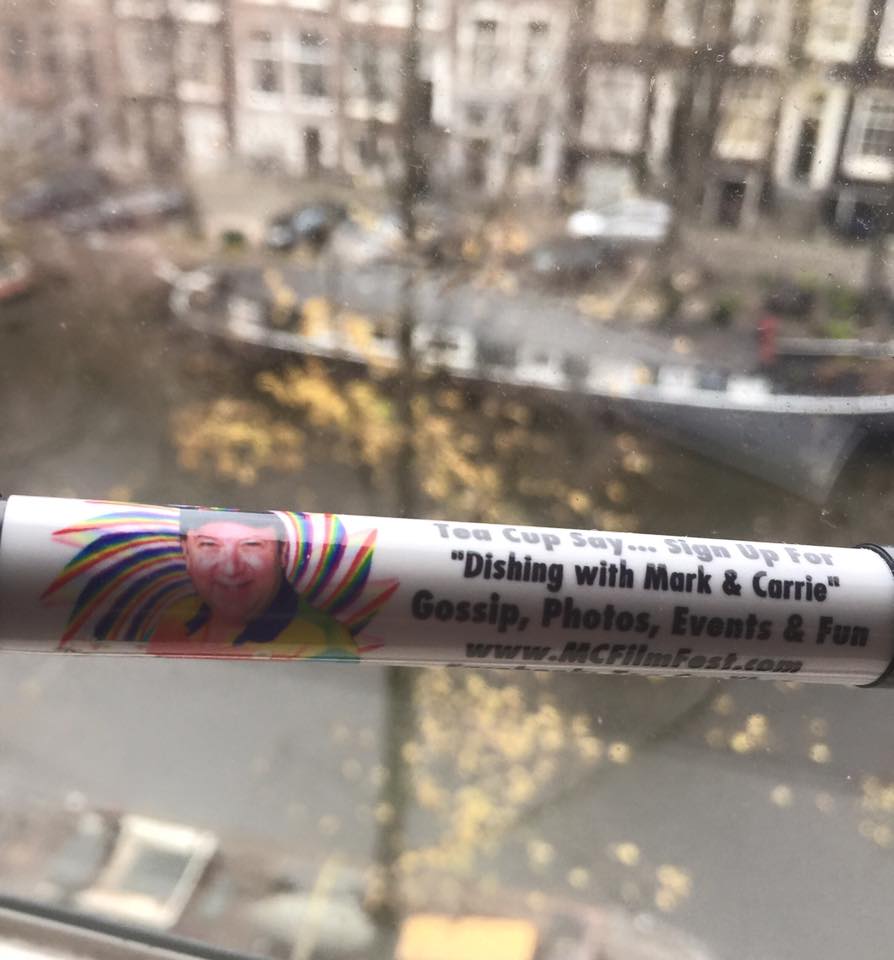 Tea Cup Say... Sign Up For
"Dishing with Mark & Carrie"
Gossip, Photos, Events & Fun
www.MCFilmFest.com